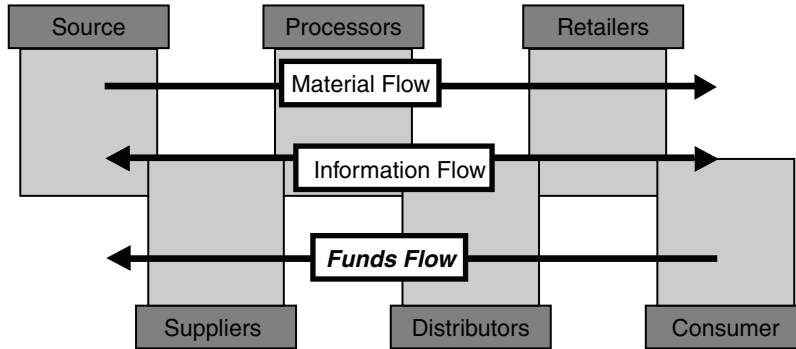 Source
Processors
Retailers
Material Flow
Information Flow
Funds Flow
Suppliers
Distributors
Consumer